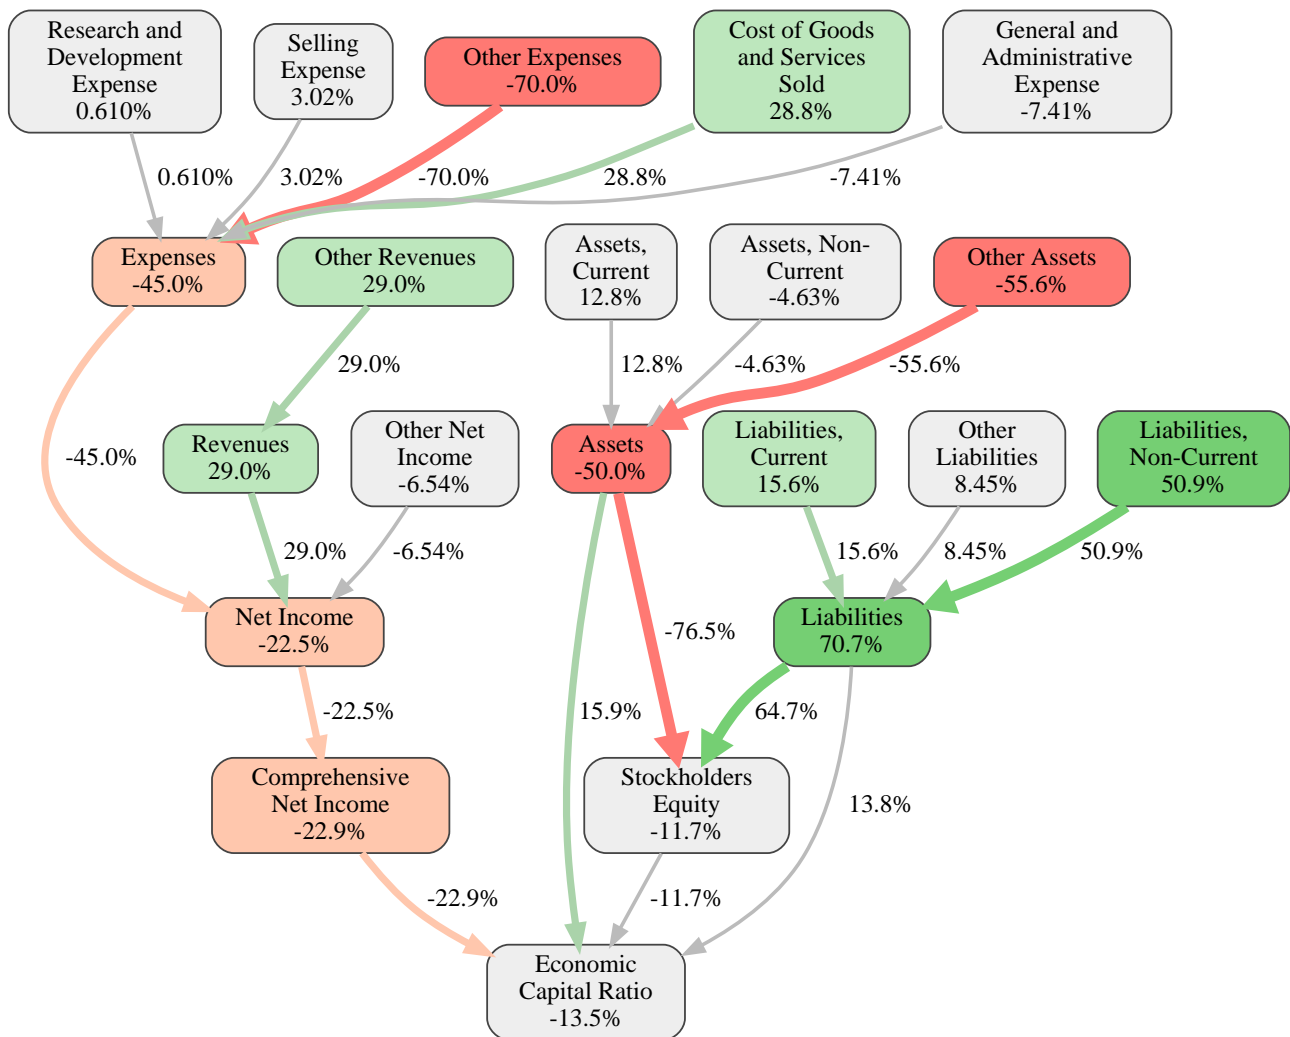 Research and
Development
Expense
0.610%
Selling
Expense
3.02%
Other Expenses
-70.0%
Cost of Goods
and Services
Sold
28.8%
General and
Administrative
Expense
-7.41%
0.610%
3.02%
-70.0%
28.8%
-7.41%
Expenses
-45.0%
Other Revenues
29.0%
Assets,
Current
12.8%
Assets, Non-
Current
-4.63%
Other Assets
-55.6%
29.0%
12.8%
-4.63%
-55.6%
-45.0%
Revenues
29.0%
Other Net
Income
-6.54%
Assets
-50.0%
Liabilities,
Current
15.6%
Other
Liabilities
8.45%
Liabilities,
Non-Current
50.9%
29.0%
-6.54%
15.6%
8.45%
50.9%
Net Income
-22.5%
-76.5%
Liabilities
70.7%
-22.5%
15.9%
64.7%
Comprehensive
Net Income
-22.9%
Stockholders
Equity
-11.7%
13.8%
-22.9%
-11.7%
Economic
Capital Ratio
-13.5%